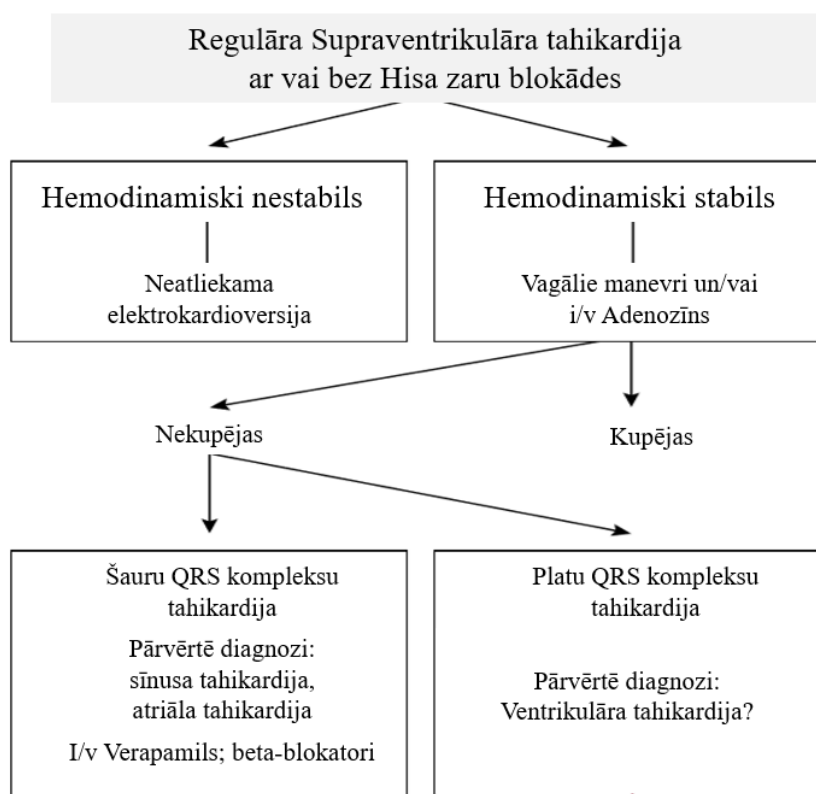 Regulāra Supraventrikulāra tahikardija
ar vai bez Hisa zaru blokādes
Hemodinamiski nestabils
Neatliekama
elektrokardioversija
Hemodinamiski stabils
Vagālie manevri un/vai
i/v Adenozīns
Nekupējas
Kupējas
Šauru QRS kompleksu
tahikardija
Pārvērtē diagnozi:
sīnusa tahikardija,
atriāla tahikardija
I/v Verapamils; beta-blokatori
Platu QRS kompleksu
tahikardija
Pārvērtē diagnozi:
Ventrikulāra tahikardija?